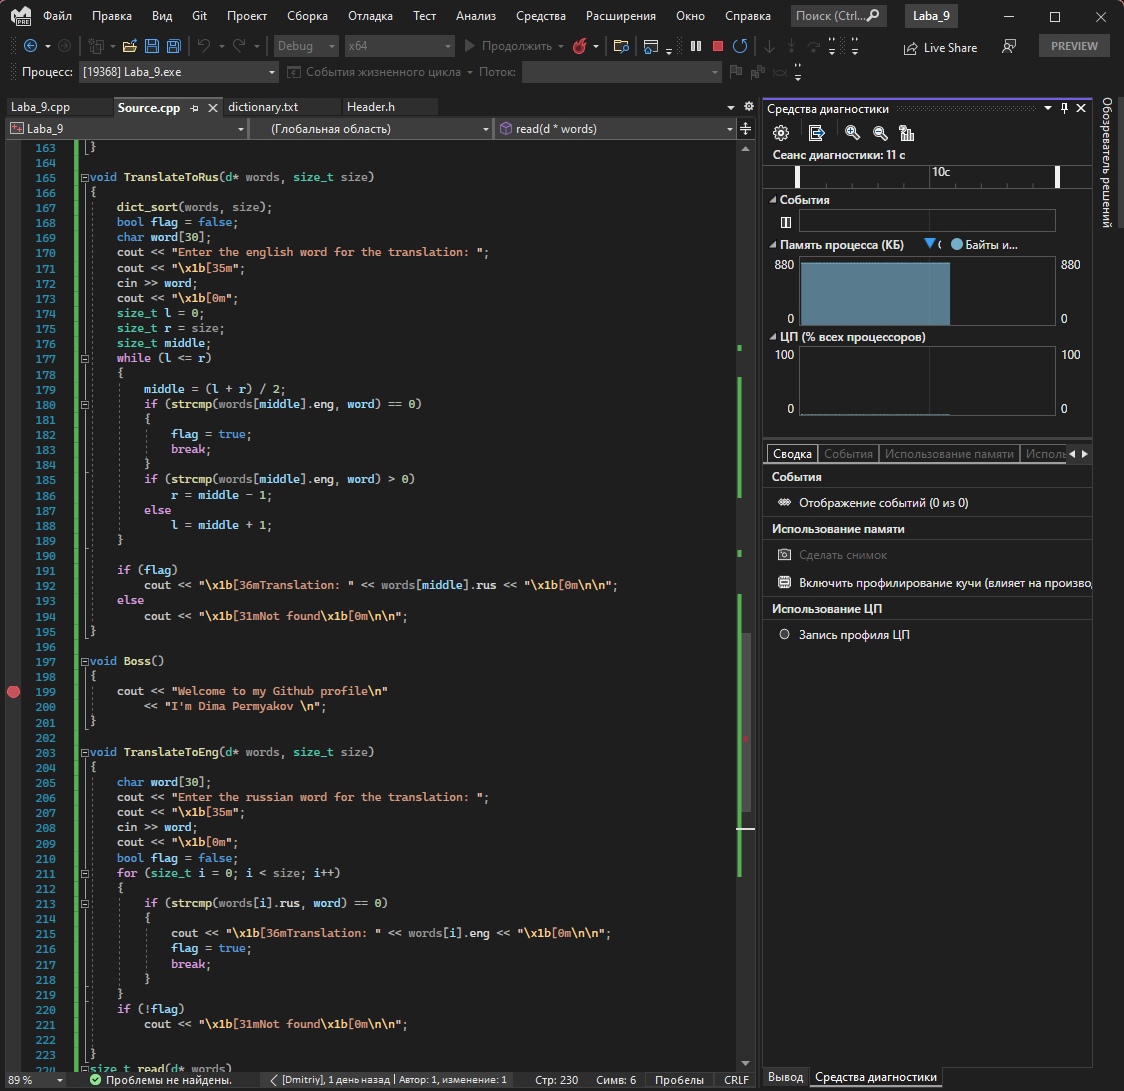 Файл Правка Вид Git Проект Сборка Отладка Тест Анализ Средства Расширения Окно Справка Поиск (Ctrl... Laba_9
PRE
Debug x64 Продолжить Live Share PREVIEW
Процесс: [19368] Laba_9.exe События жизненного цикла Поток:
Laba_9.cpp Source.cpp dictionary.txt Header.h
Laba_9 (Глобальная область) read(d * words)
163 }
164
165 void TranslateToRus(d* words, size_t size)
166 {
167 dict_sort(words, size);
168 bool flag = false;
169 char word[30];
170 cout << "Enter the english word for the translation: ";
171 cout << "\x1b[35m";
172 cin >> word;
173 cout << "\x1b[0m";
174 size_t l = 0;
175 size_t r = size;
176 size_t middle;
177 while (l <= r)
178 {
179 middle = (l + r) / 2;
180 if (strcmp(words[middle].eng, word) == 0)
181 {
182 flag = true;
183 break;
184 }
185 if (strcmp(words[middle].eng, word) > 0)
186 r = middle - 1;
187 else
188 l = middle + 1;
189 }
190
191 if (flag)
192 cout << "\x1b[36mTranslation: " << words[middle].rus << "\x1b[0m\n\n";
193 else
194 cout << "\x1b[31mNot found\x1b[0m\n\n";
195 }
196
197 void Boss()
198 {
199 cout << "Welcome to my Github profile\n"
200 << "I'm Dima Permyakov \n";
201 }
202
203 void TranslateToEng(d* words, size_t size)
204 {
205 char word[30];
206 cout << "Enter the russian word for the translation: ";
207 cout << "\x1b[35m";
208 cin >> word;
209 cout << "\x1b[0m";
210 bool flag = false;
211 for (size_t i = 0; i < size; i++)
212 {
213 if (strcmp(words[i].rus, word) == 0)
214 {
215 cout << "\x1b[36mTranslation: " << words[i].eng << "\x1b[0m\n\n";
216 flag = true;
217 break;
218 }
219 }
220 if (!flag)
221 cout << "\x1b[31mNot found\x1b[0m\n\n";
222
223 }
224 size_t read(d* words)
89 % Проблемы не найдены. [Dmitriy], 1 день назад | Автор: 1, изменение: 1 Стр: 230 Симв: 6 Пробелы CRLF
Средства диагностики
Сеанс диагностики: 11 с
10с
События
Память процесса (КБ) Байты и...
880 880
0 0
ЦП (% всех процессоров)
100 100
0 0
Сводка События Использование памяти Исполь
События
Отображение событий (0 из 0)
Использование памяти
Сделать снимок
Включить профилирование кучи (влияет на произво
Использование ЦП
Запись профиля ЦП
Вывод Средства диагностики
Обозреватель решений